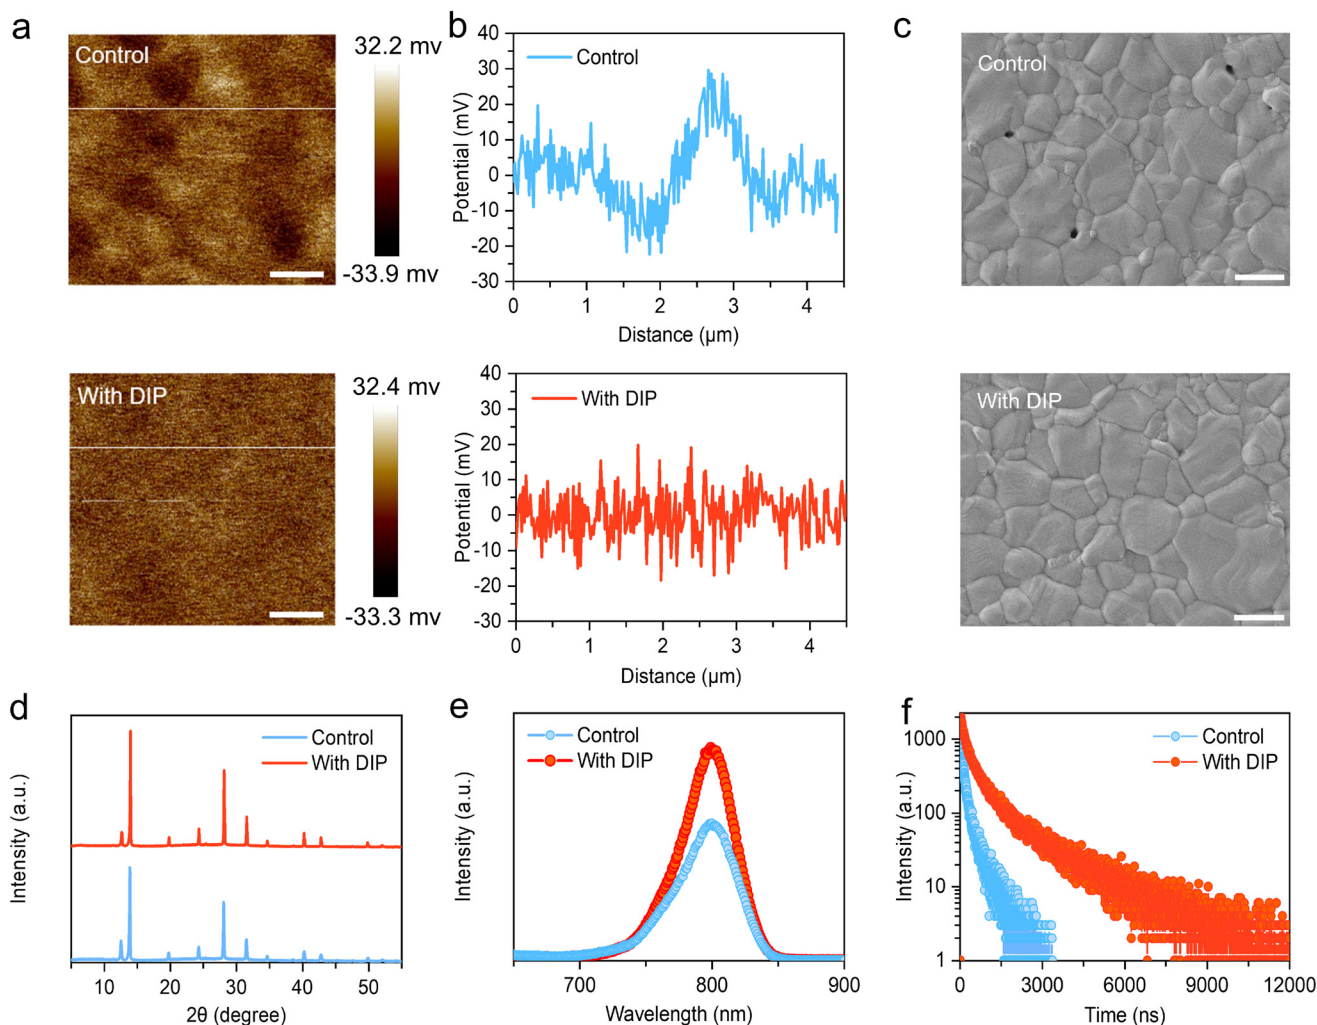 a
Control
32.2 mv
-33.9 mv
b
40
30
20
10
0
-10
-20
-30
Potential (mV)
Control
0
1
2
3
4
Distance (µm)
c
Control
With DIP
32.4 mv
-33.3 mv
40
30
20
10
0
-10
-20
-30
Potential (mV)
With DIP
0
1
2
3
4
Distance (µm)
With DIP
d
Intensity (a.u.)
Control
With DIP
10
20
30
40
50
2θ (degree)
e
Intensity (a.u.)
Control
With DIP
700
800
900
Wavelength (nm)
f
Intensity (a.u.)
1000
100
10
1
Control
With DIP
0
3000
6000
9000
12000
Time (ns)